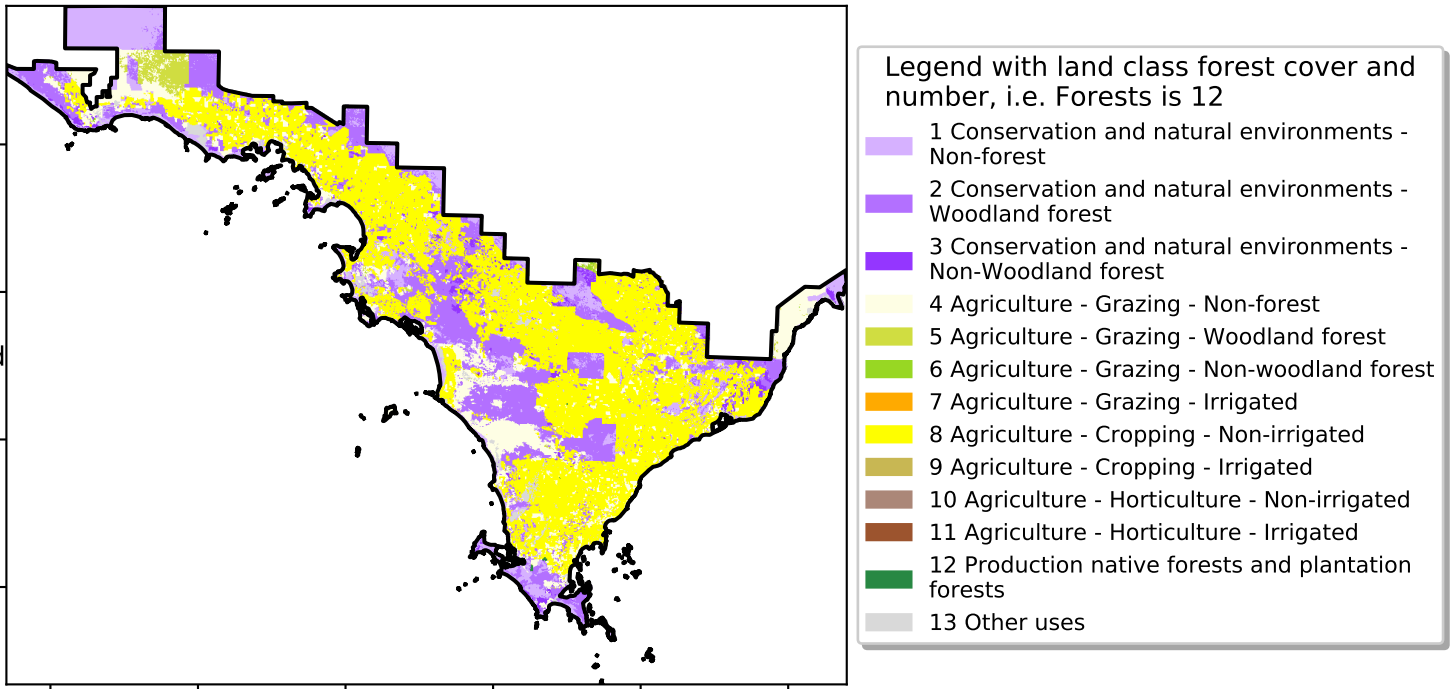 Legend with land class forest cover and
number, i.e. Forests is 12
1 Conservation and natural environments -
Non-forest
2 Conservation and natural environments -
Woodland forest
3 Conservation and natural environments -
Non-Woodland forest
4 Agriculture - Grazing - Non-forest
5 Agriculture - Grazing - Woodland forest
6 Agriculture - Grazing - Non-woodland forest
7 Agriculture - Grazing - Irrigated
8 Agriculture - Cropping - Non-irrigated
9 Agriculture - Cropping - Irrigated
10 Agriculture - Horticulture - Non-irrigated
11 Agriculture - Horticulture - Irrigated
12 Production native forests and plantation
forests
13 Other uses